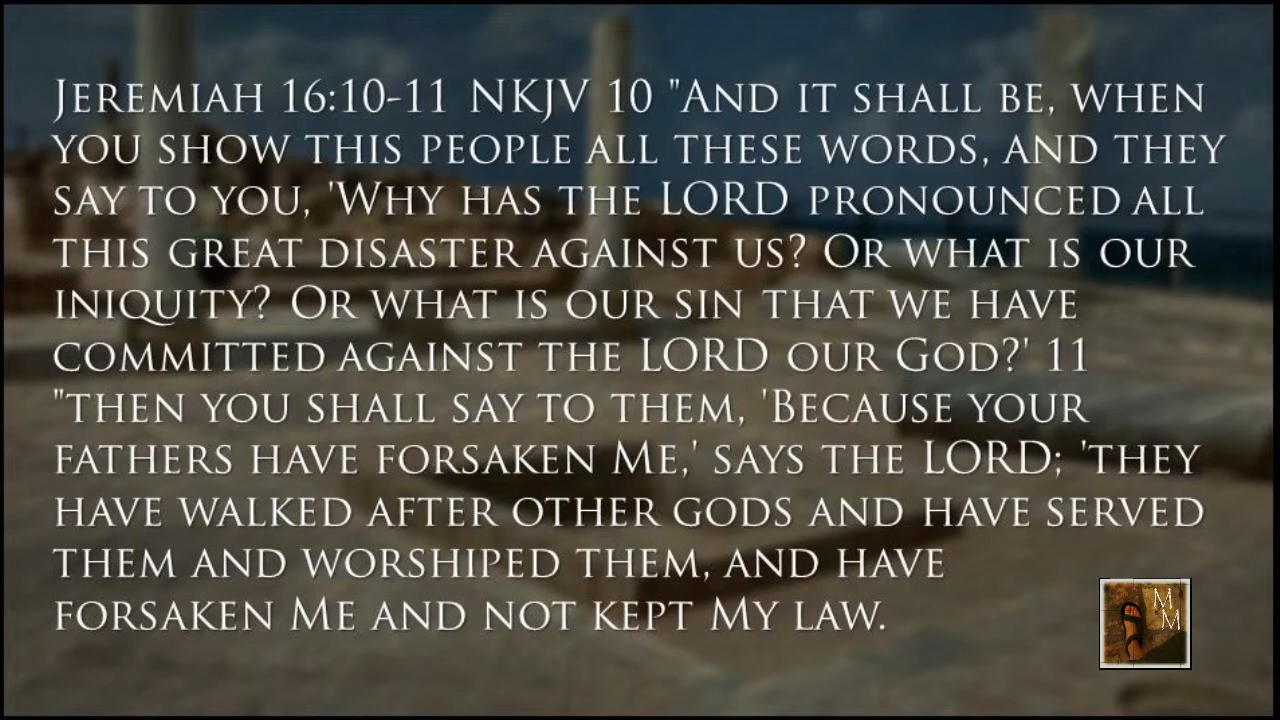 Jeremiah 16:10-11 NKJV 10 "And it shall be, when
you show this people all these words, and they
say to you, 'Why has the LORD pronounced all
this great disaster against us? Or what is our
iniquity? Or what is our sin that we have
committed against the LORD our God?' 11
"then you shall say to them, 'Because your
fathers have forsaken Me,' says the LORD; 'they
have walked after other gods and have served
them and worshiped them, and have
forsaken Me and not kept My law.
M
M